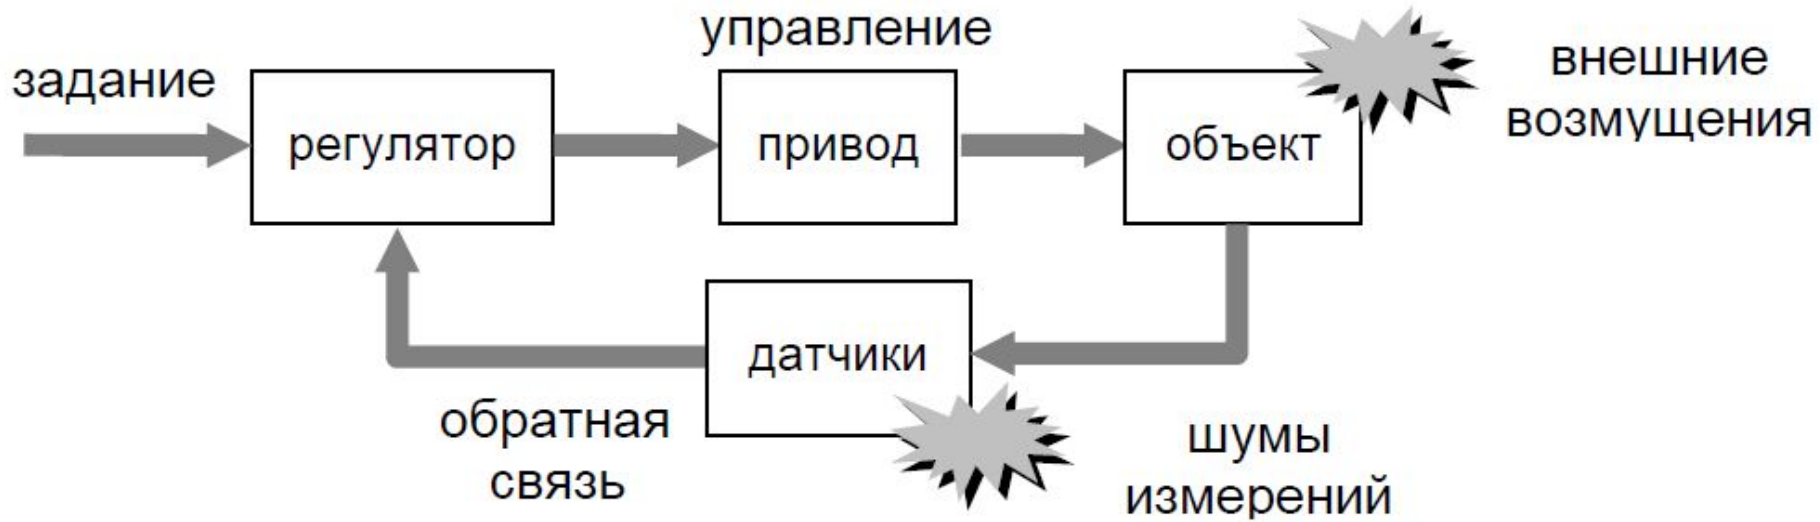 управление
задание
внешние
возмущения
регулятор
привод
объект
датчики
обратная
связь
шумы
измерений